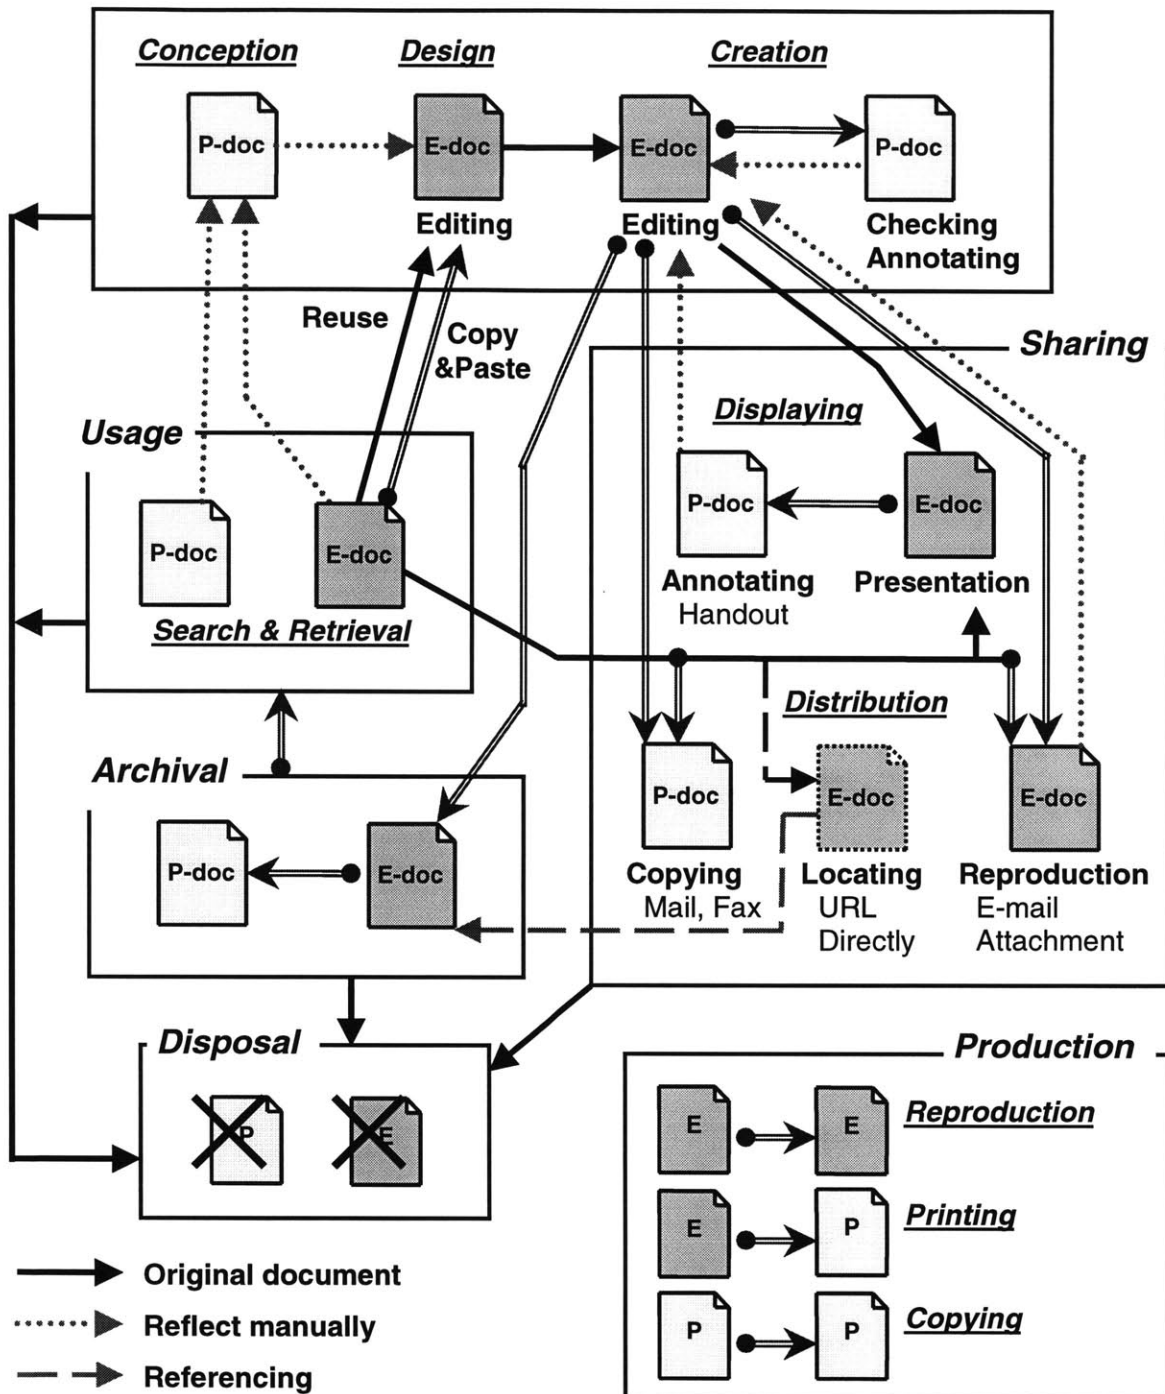 Conception
Design
Creation
P-doc
E-doc
E-doc
P-doc
Editing
Editing
Checking
Annotating
Reuse
Copy
&Paste
Sharing
Displaying
Usage
P-doc
E-doc
P-doc
E-doc
Annotating
Handout
Presentation
Search & Retrieval
Distribution
Archival
P-doc
E-doc
P-doc
E-doc
E-doc
Copying
Mail, Fax
Locating
URL
Directly
Reproduction
E-mail
Attachment
Disposal
P
E
Production
E
E
Reproduction
E
P
Printing
P
P
Copying
Original document
Reflect manually
Referencing